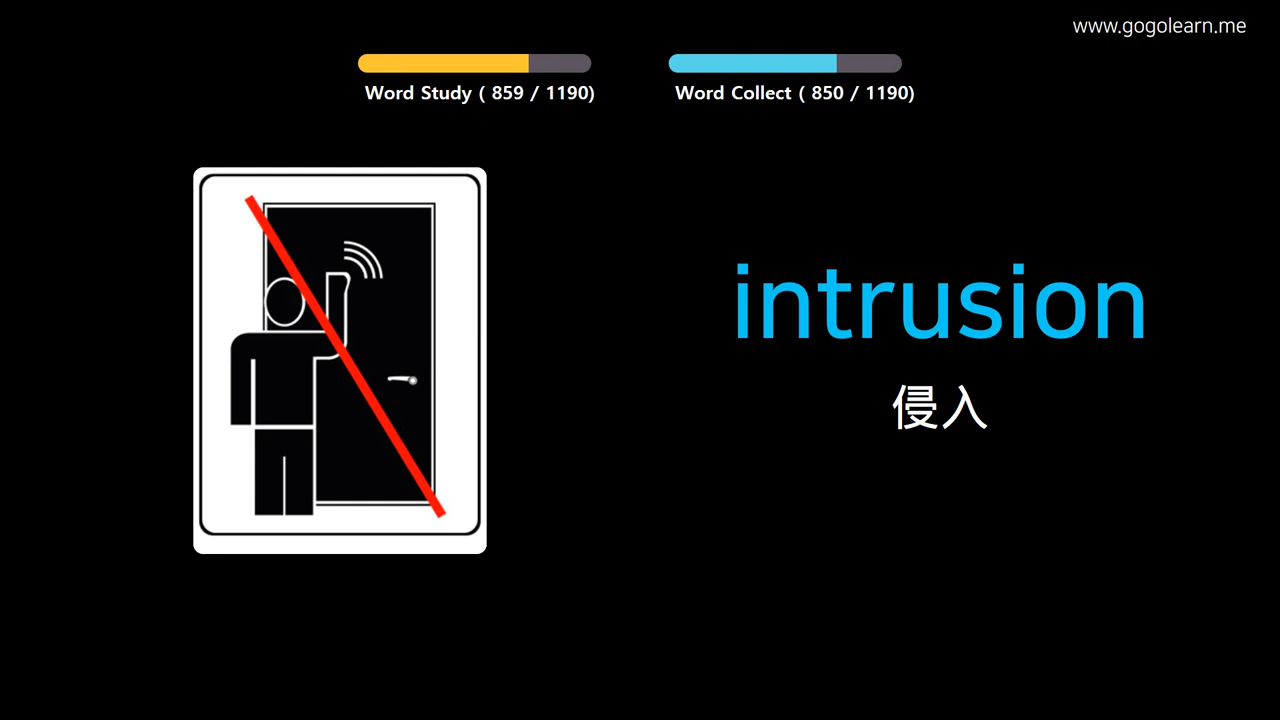 www.gogolearn.me
Word Study ( 859 / 1190)
Word Collect ( 850 / 1190)
intrusion
侵入